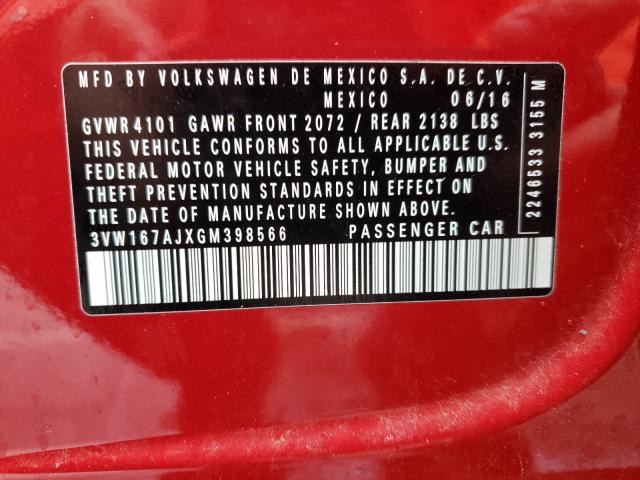 MFD BY VOLKSWAGEN DE MEXICO S.A. DE C.V.
MEXICO 06/16
GVWR 4101 GAWR FRONT 2072 / REAR 2138 LBS
THIS VEHICLE CONFORMS TO ALL APPLICABLE U.S.
FEDERAL MOTOR VEHICLE SAFETY, BUMPER AND
THEFT PREVENTION STANDARDS IN EFFECT ON
THE DATE OF MANUFACTURE SHOWN ABOVE.
3VW167AJXGM398566 PASSENGER CAR
2246533 3155 M